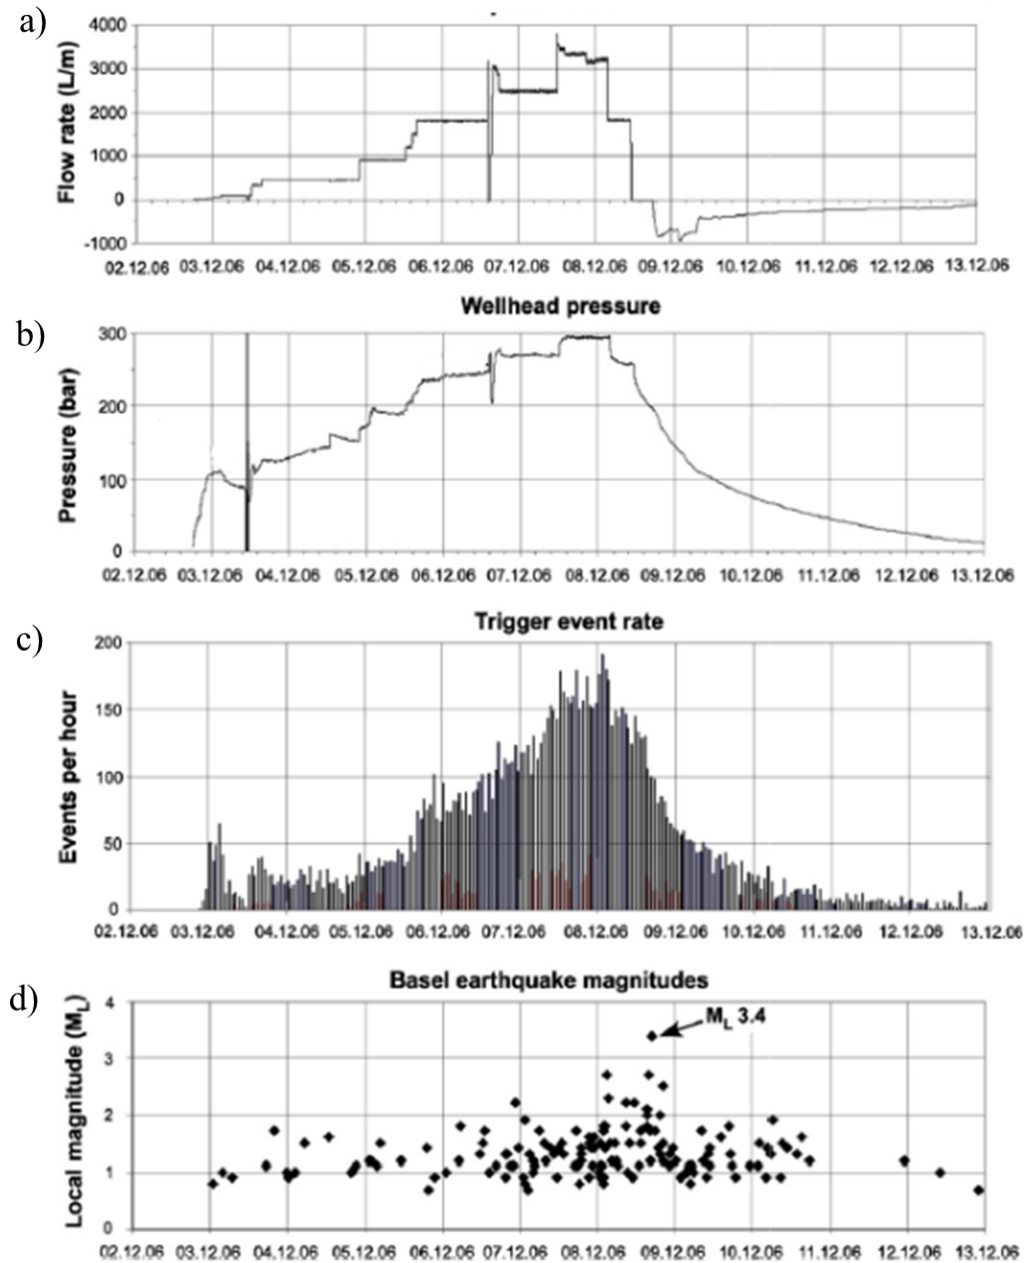 a)
Flow rate (L/m)
4000
3000
2000
1000
0
-1000
02.12.06 03.12.06 04.12.06 05.12.06 06.12.06 07.12.06 08.12.06 09.12.06 10.12.06 11.12.06 12.12.06 13.12.06
Wellhead pressure
b)
Pressure (bar)
300
200
100
0
02.12.06 03.12.06 04.12.06 05.12.06 06.12.06 07.12.06 08.12.06 09.12.06 10.12.06 11.12.06 12.12.06 13.12.06
Trigger event rate
c)
Events per hour
200
150
100
50
0
02.12.06 03.12.06 04.12.06 05.12.06 06.12.06 07.12.06 08.12.06 09.12.06 10.12.06 11.12.06 12.12.06 13.12.06
Basel earthquake magnitudes
d)
Local magnitude (ML)
4
3
2
1
0
ML 3.4
02.12.06 03.12.06 04.12.06 05.12.06 06.12.06 07.12.06 08.12.06 09.12.06 10.12.06 11.12.06 12.12.06 13.12.06